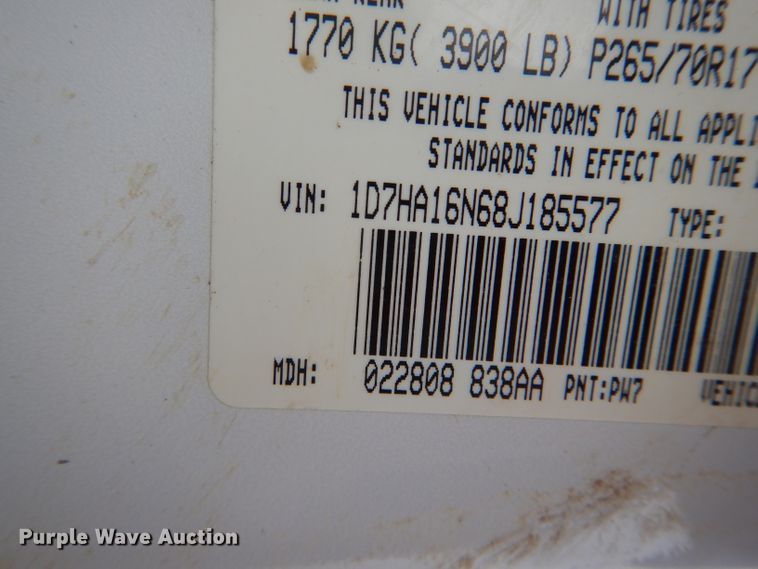 WITH TIRES
1770 KG( 3900 LB) P265/70R17
THIS VEHICLE CONFORMS TO ALL APPLI
STANDARDS IN EFFECT ON THE
VIN: 1D7HA16N68J185577 TYPE:
MDH: 022808 838AA PNT:PW7 VEHIC
Purple Wave Auction